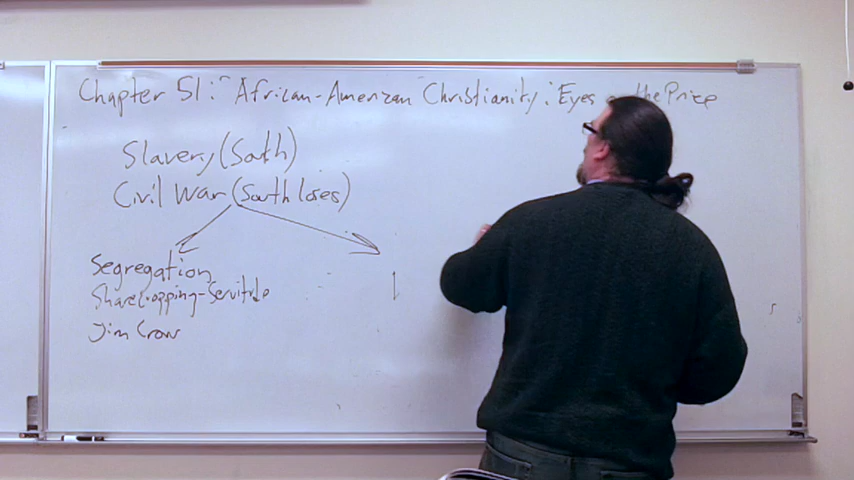 Chapter 51: "African-American Christianity: Eyes on the Prize
Slavery (South)
Civil War (South loses)
Segregation
Sharecropping-Servitude
Jim Crow